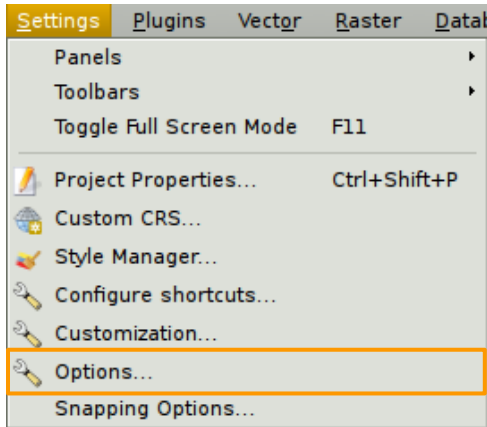 Settings Plugins Vector Raster
Panels
Toolbars
Toggle Full Screen Mode F11
Project Properties... Ctrl+Shift+P
Custom CRS...
Style Manager...
Configure shortcuts...
Customization...
Options...
Snapping Options...